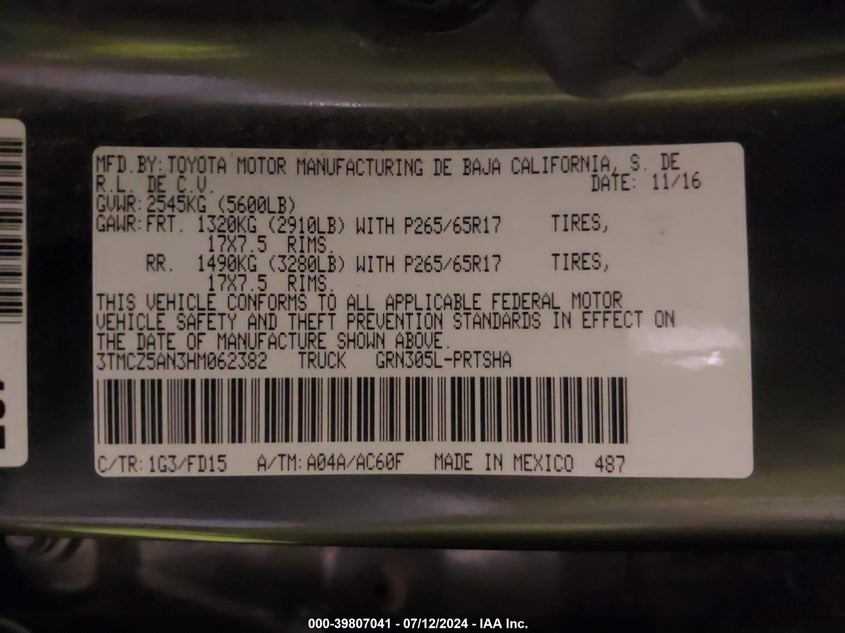 MFD.BY:TOYOTA MOTOR MANUFACTURING DE BAJA CALIFORNIA, S. DE
R.L. DE C.V. DATE: 11/16
GVWR:2545KG (5600LB)
GAWR:FRT. 1320KG (2910LB) WITH P265/65R17 TIRES,
17X7.5 RIMS.
RR. 1490KG (3280LB) WITH P265/65R17 TIRES,
17X7.5 RIMS.
THIS VEHICLE CONFORMS TO ALL APPLICABLE FEDERAL MOTOR
VEHICLE SAFETY AND THEFT PREVENTION STANDARDS IN EFFECT ON
THE DATE OF MANUFACTURE SHOWN ABOVE.
3TMCZ5AN3HM062382 TRUCK GRN305L-PRTSHA
C/TR:1G3/FD15 A/TM:A04A/AC60F MADE IN MEXICO 487
000-39807041 - 07/12/2024 - IAA Inc.